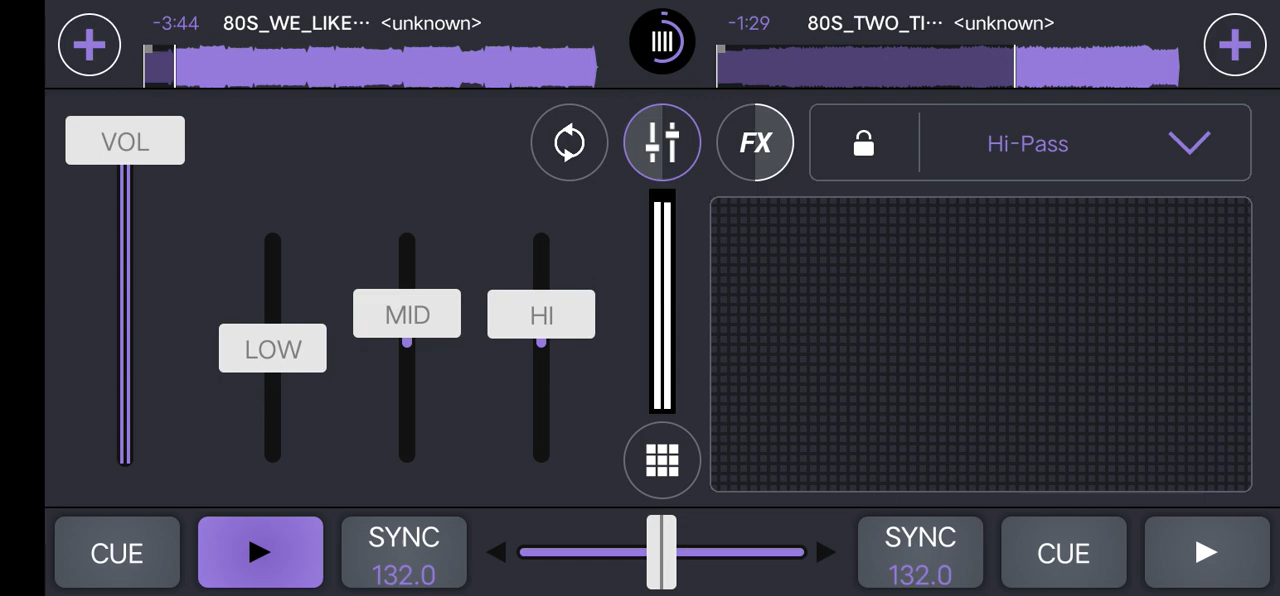 -3:44 80S_WE_LIKE··· <unknown>
-1:29 80S_TWO_TI··· <unknown>
VOL
FX
Hi-Pass
LOW
MID
HI
CUE
SYNC
132.0
SYNC
132.0
CUE